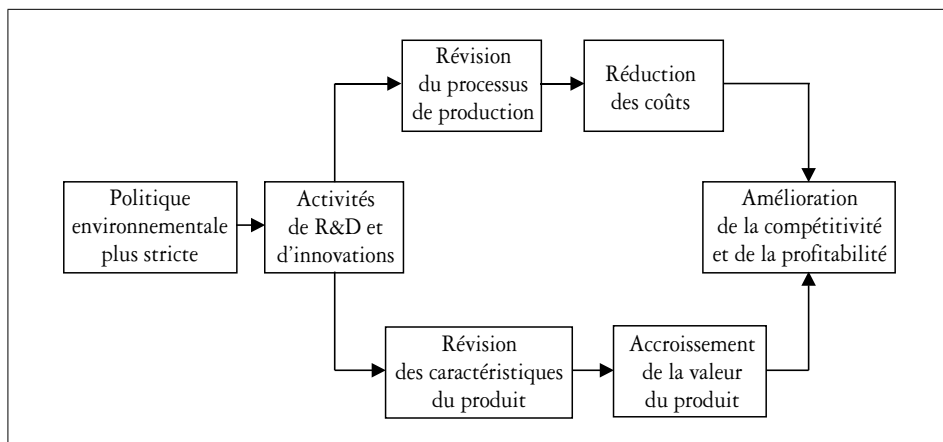 Révision
du processus
de production
Réduction
des coûts
Politique
environnementale
plus stricte
Activités
de R&D et
d'innovations
Amélioration
de la compétitivité
et de la profitabilité
Révision
des caractéristiques
du produit
Accroissement
de la valeur
du produit